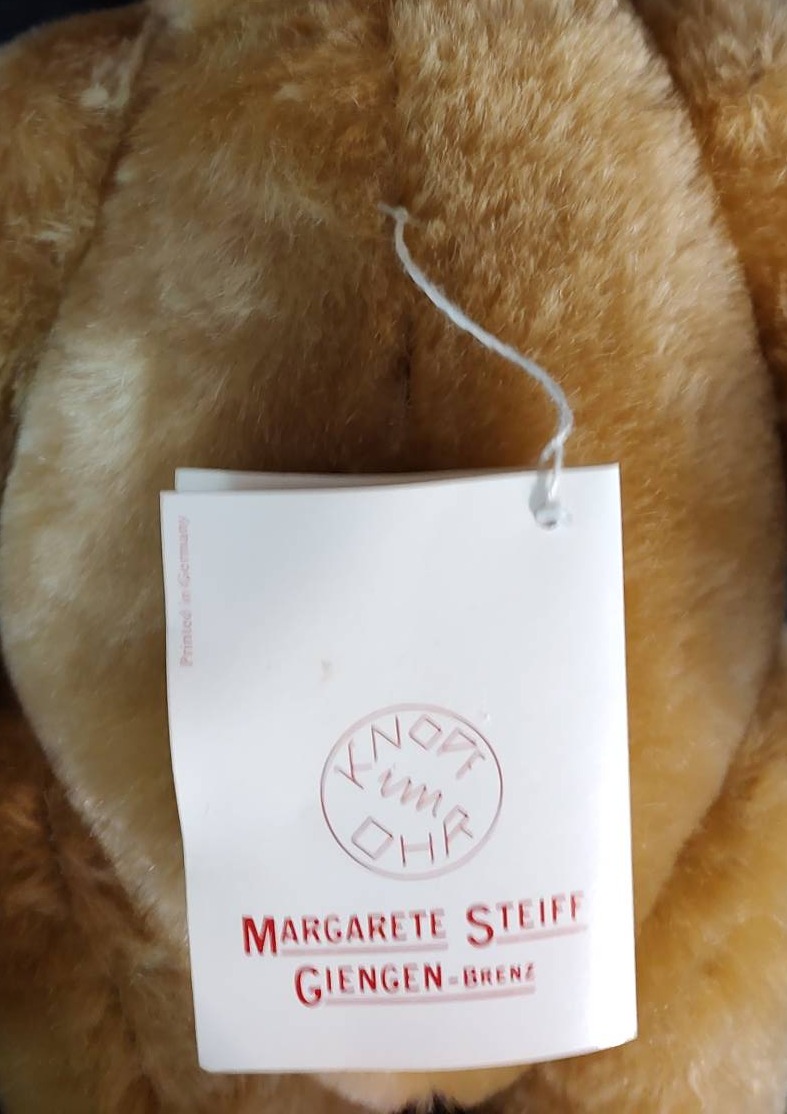 Printed in Germany
KNOPF
im
OHR
MARGARETE STEIFF
GIENGEN-BRENZ